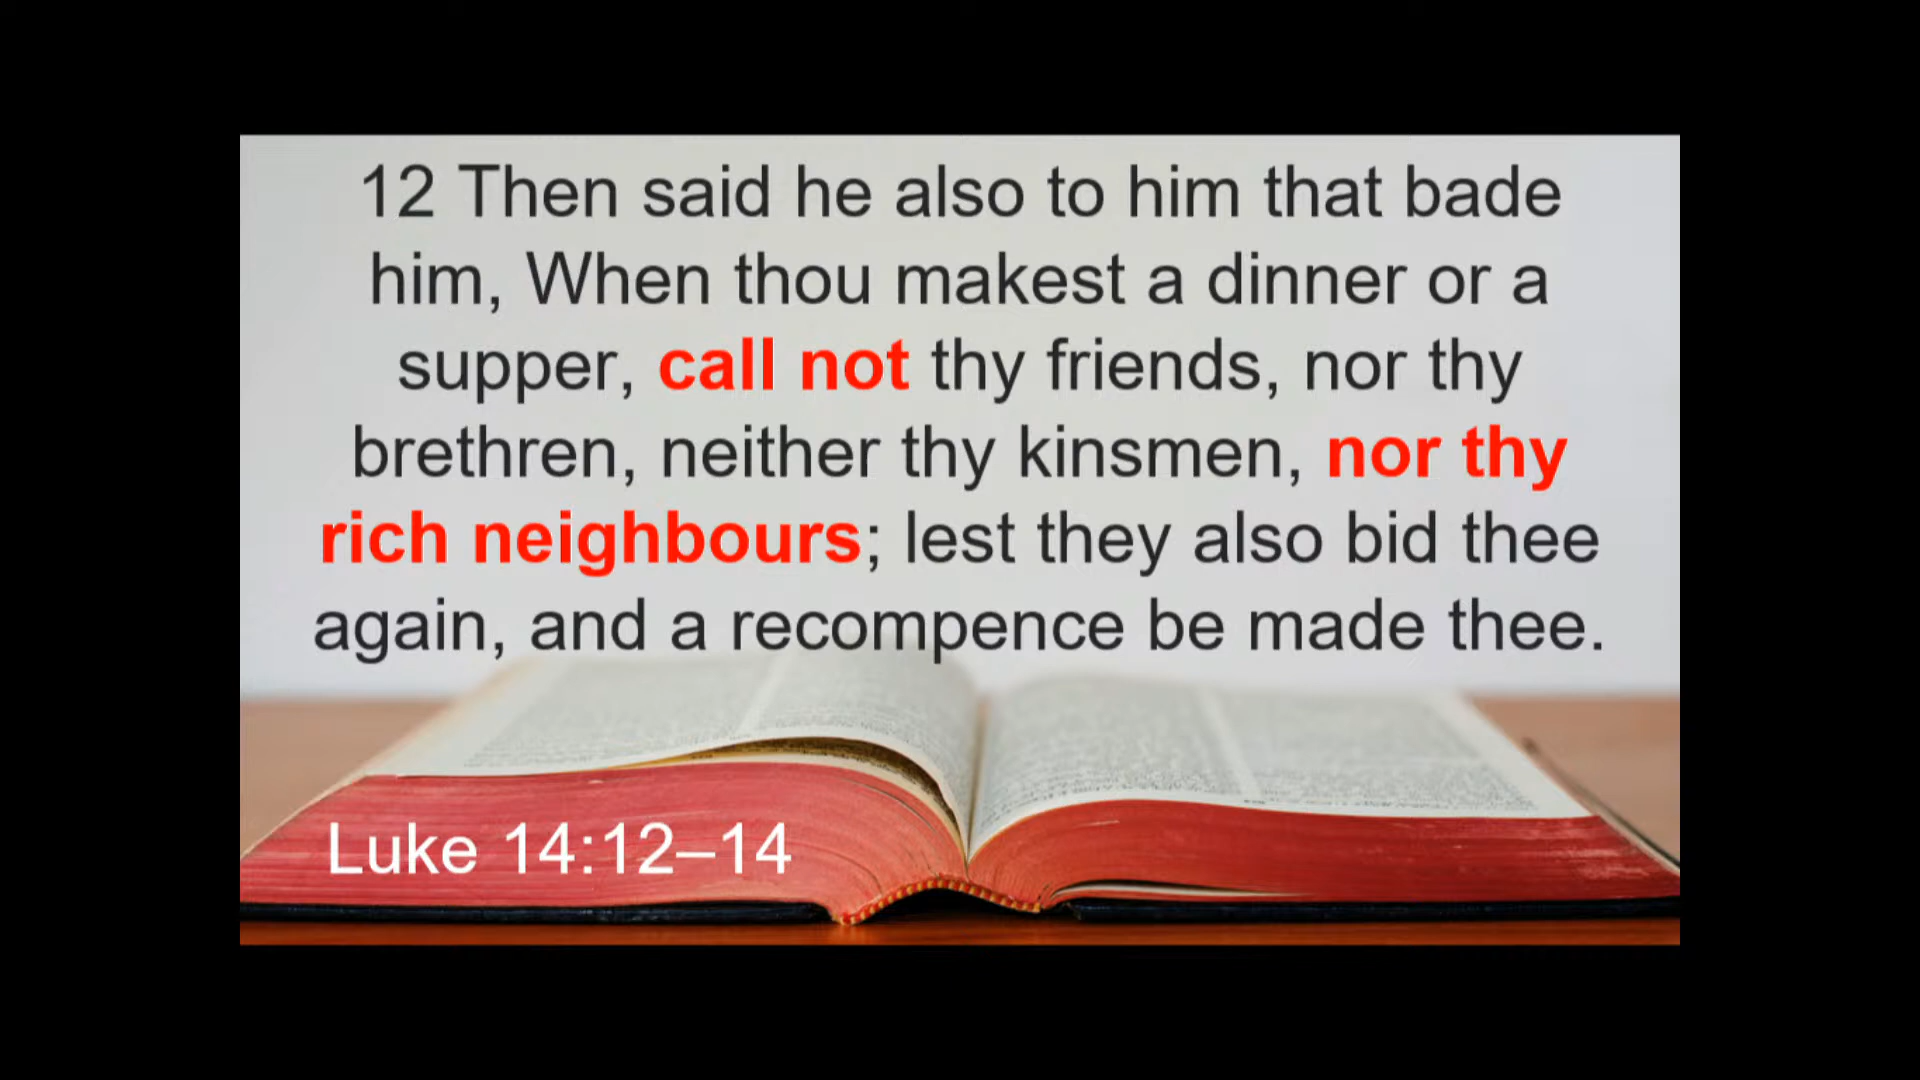 12 Then said he also to him that bade
him, When thou makest a dinner or a
supper, call not thy friends, nor thy
brethren, neither thy kinsmen, nor thy
rich neighbours; lest they also bid thee
again, and a recompence be made thee.
Luke 14:12–14